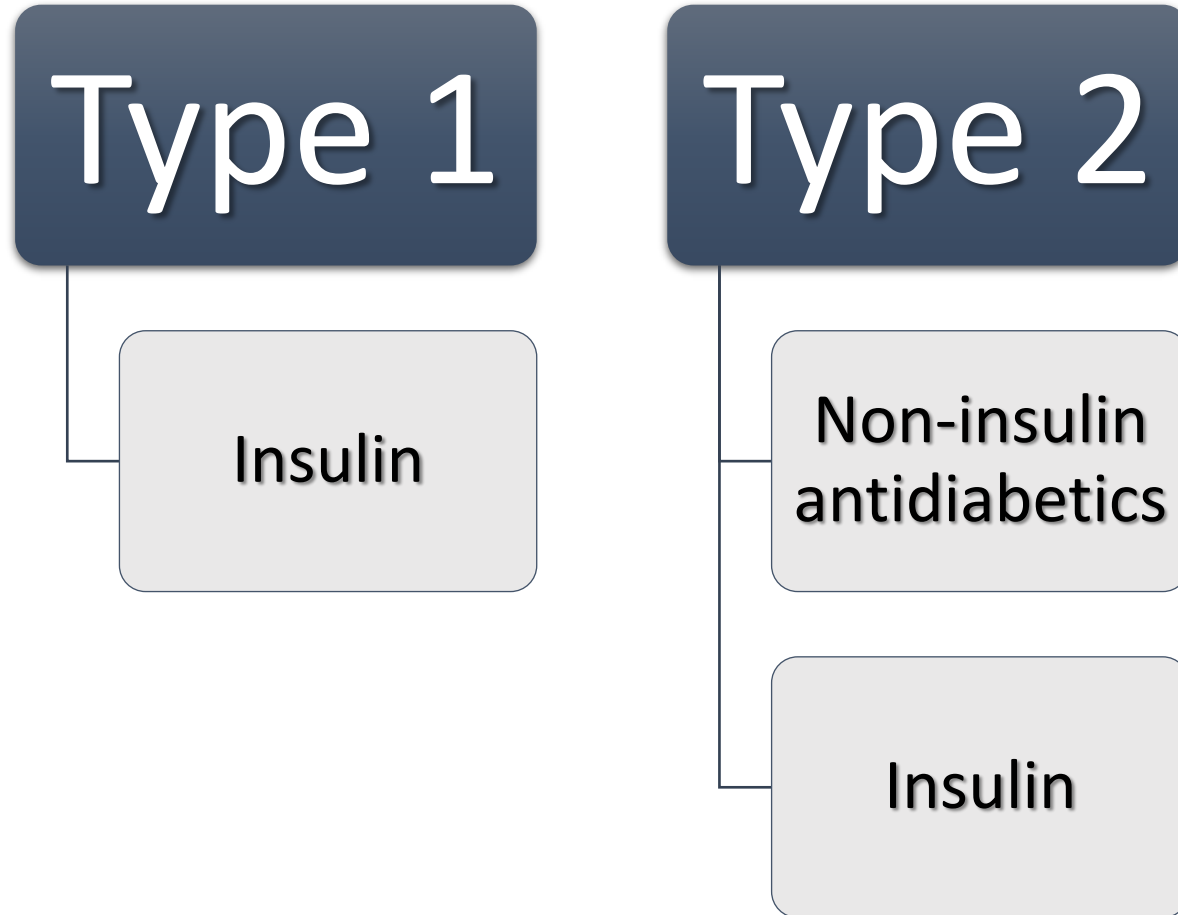 Type 1
Insulin
Type 2
Non-insulin
antidiabetics
Insulin